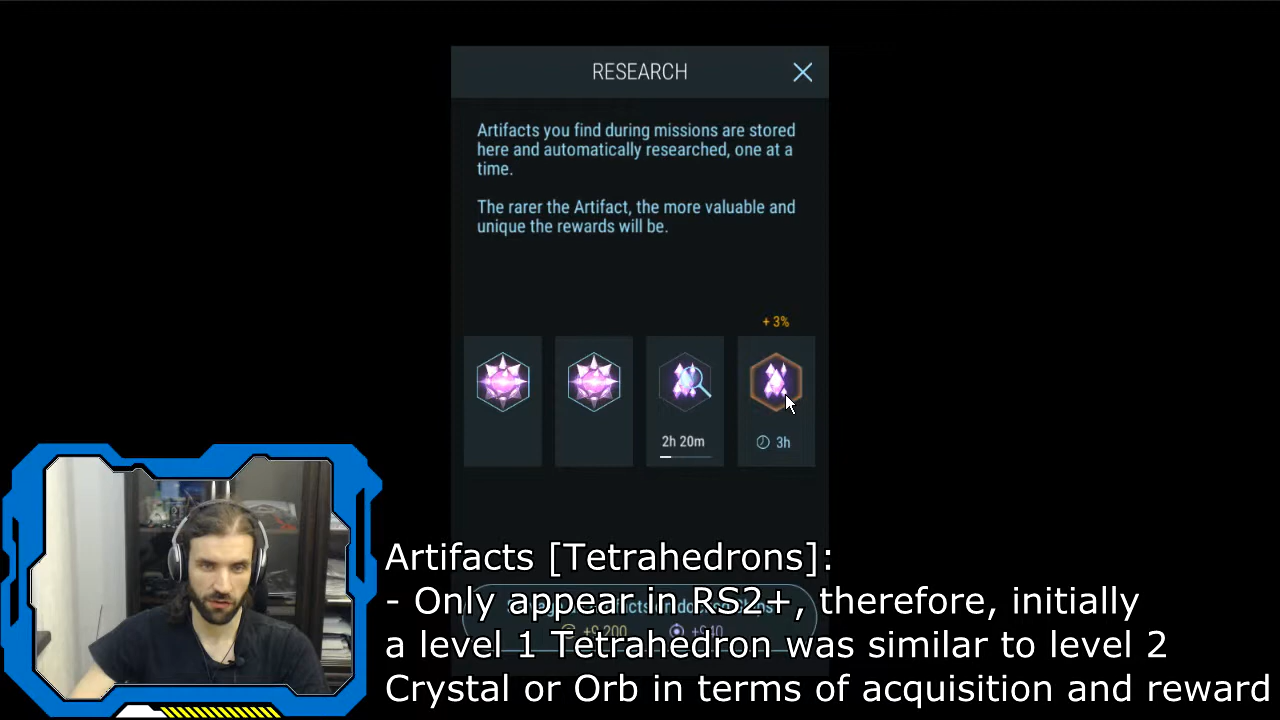 RESEARCH
Artifacts you find during missions are stored
here and automatically researched, one at a
time.
The rarer the Artifact, the more valuable and
unique the rewards will be.
+ 3%
2h 20m
3h
Artifacts [Tetrahedrons]:
- Only appear in RS2+, therefore, initially
+9,200
a level 1 Tetrahedron was similar to level 2
Crystal or Orb in terms of acquisition and reward